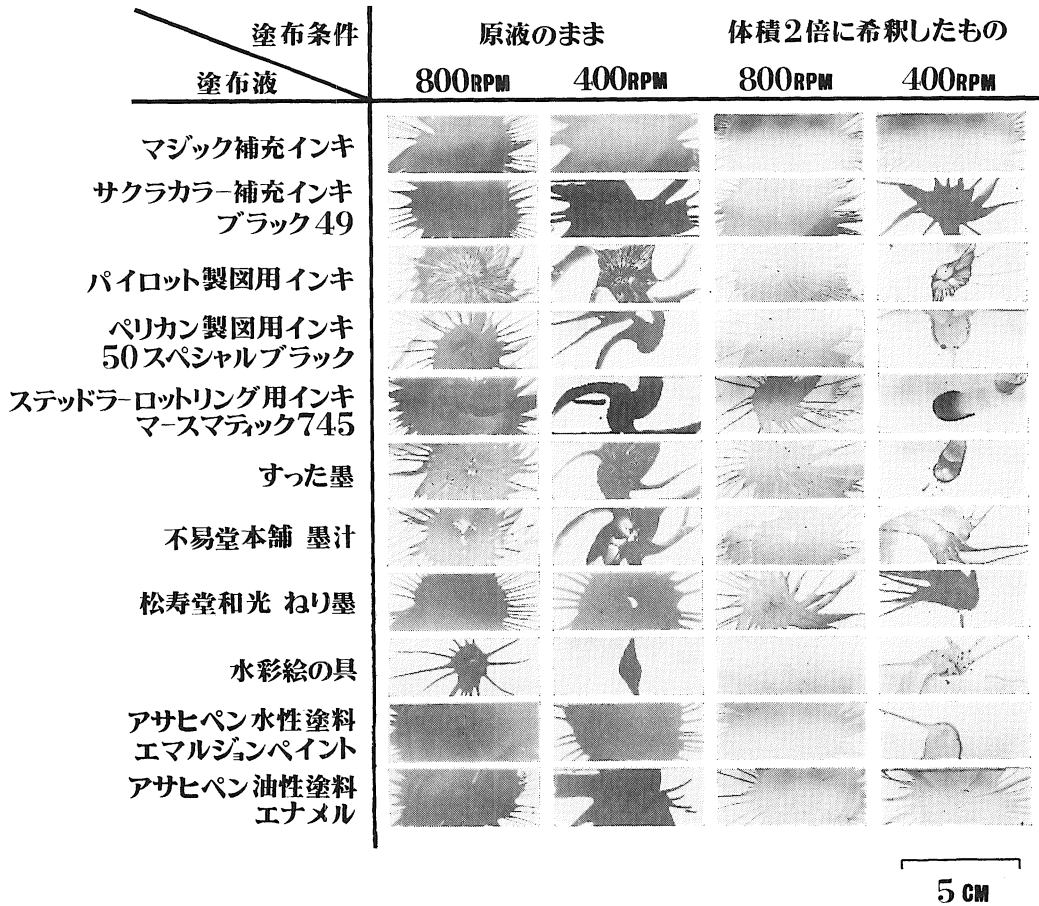 塗布条件
原液のまま
体積2倍に希釈したもの
塗布液
800RPM
400RPM
800RPM
400RPM
マジック補充インキ
サクラカラー補充インキ
ブラック49
パイロット製図用インキ
ペリカン製図用インキ
50スペシャルブラック
ステッドラーロットリング用インキ
マースマティック745
すった墨
不易堂本舗 墨汁
松寿堂和光 ねり墨
水彩絵の具
アサヒペン水性塗料
エマルジョンペイント
アサヒペン油性塗料
エナメル
5CM